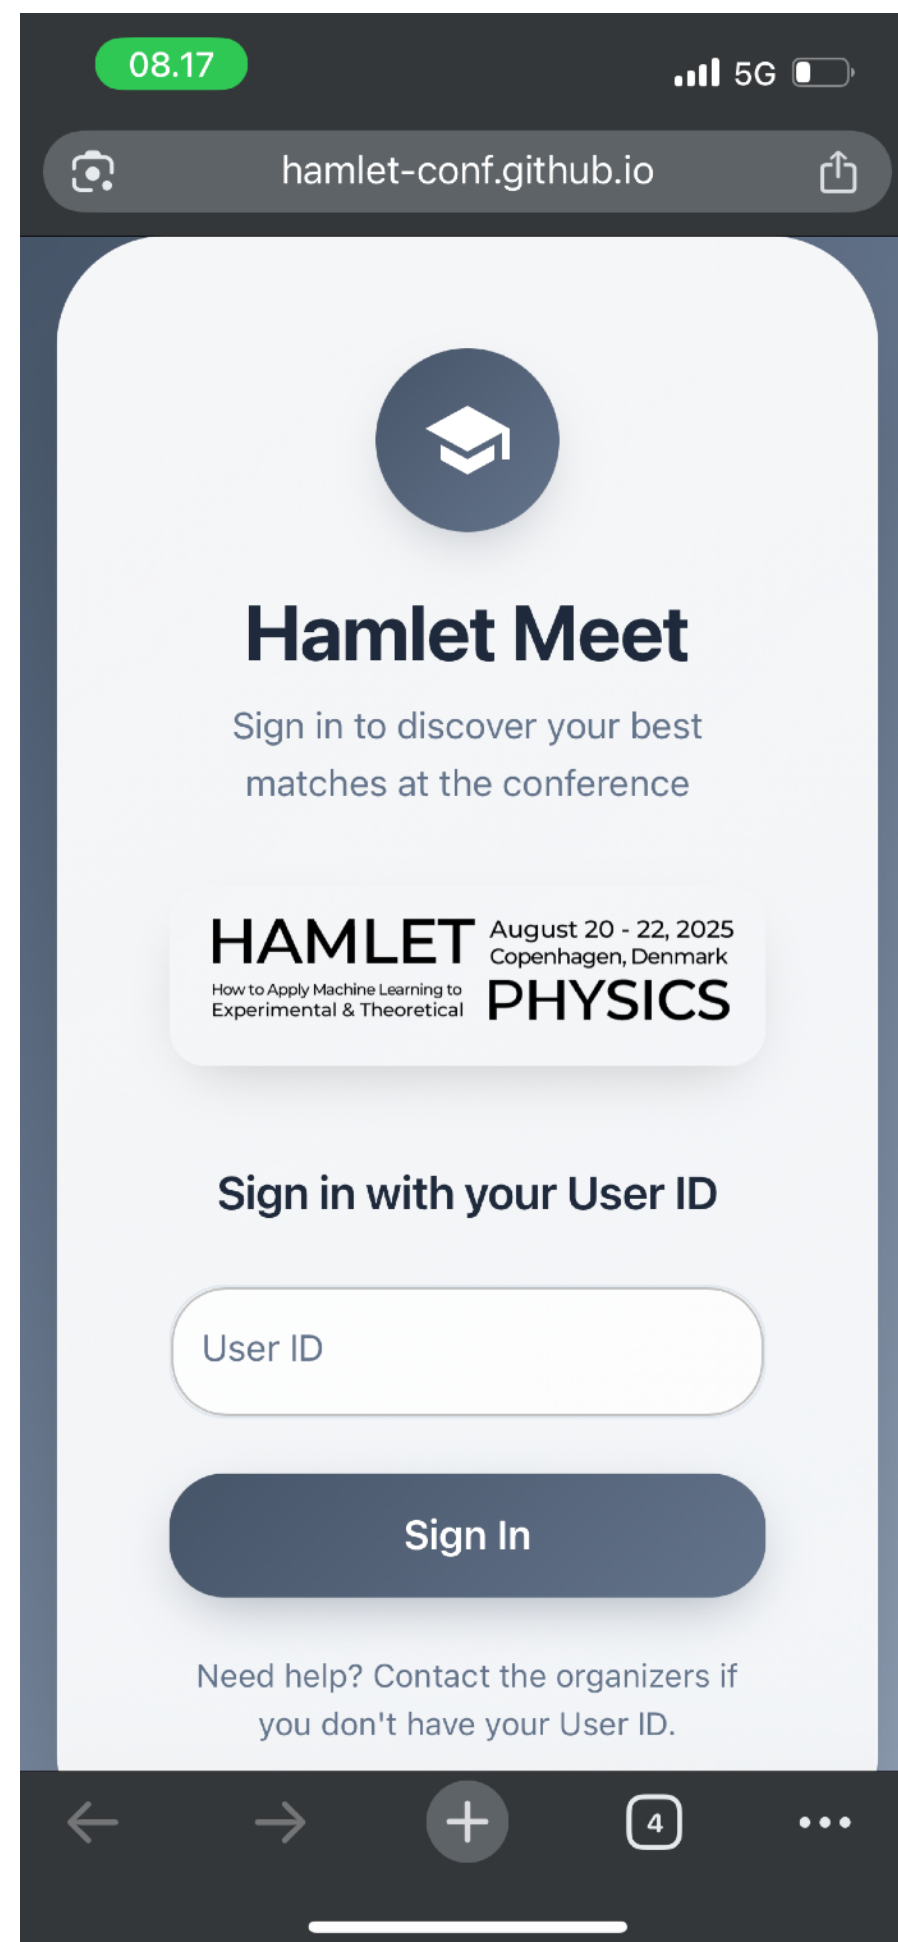 08.17
5G
hamlet-conf.github.io
Hamlet Meet
Sign in to discover your best
matches at the conference
HAMLET
How to Apply Machine Learning to
Experimental & Theoretical
August 20 - 22, 2025
Copenhagen, Denmark
PHYSICS
Sign in with your User ID
User ID
Sign In
Need help? Contact the organizers if
you don't have your User ID.
4